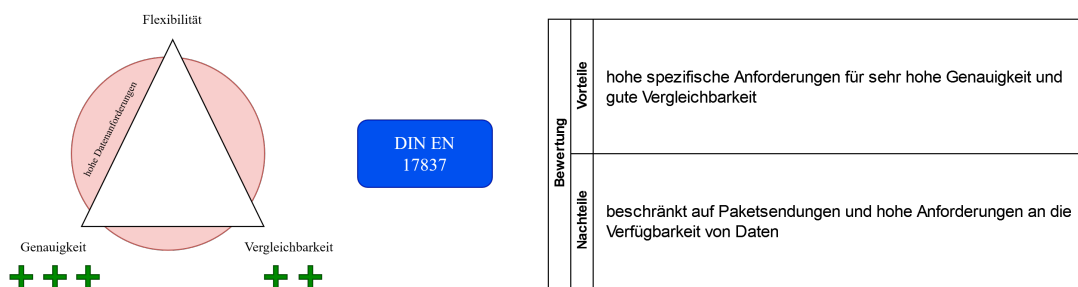 Flexibilität
hohe Datenanforderungen
Genauigkeit
Vergleichbarkeit
DIN EN
17837
Bewertung
Vorteile
hohe spezifische Anforderungen für sehr hohe Genauigkeit und
gute Vergleichbarkeit
Nachteile
beschränkt auf Paketsendungen und hohe Anforderungen an die
Verfügbarkeit von Daten